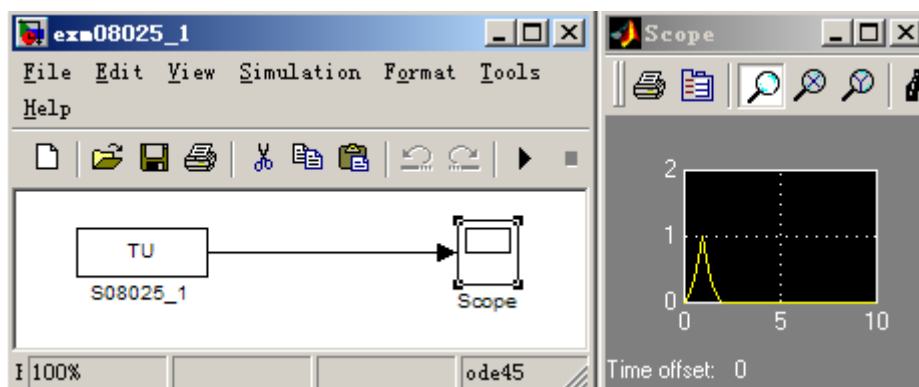 exm08025_1
File Edit View Simulation Format Tools
Help
TU
S08025_1
Scope
100%
ode45
Scope
2
1
0
0 5 10
Time offset: 0